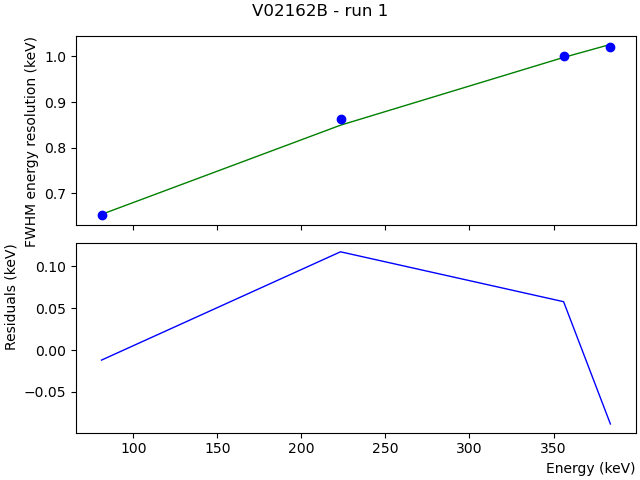 V02162B - run 1
FWHM energy resolution (keV)
1.0
0.9
0.8
0.7
Residuals (keV)
0.10
0.05
0.00
−0.05
100 150 200 250 300 350
Energy (keV)